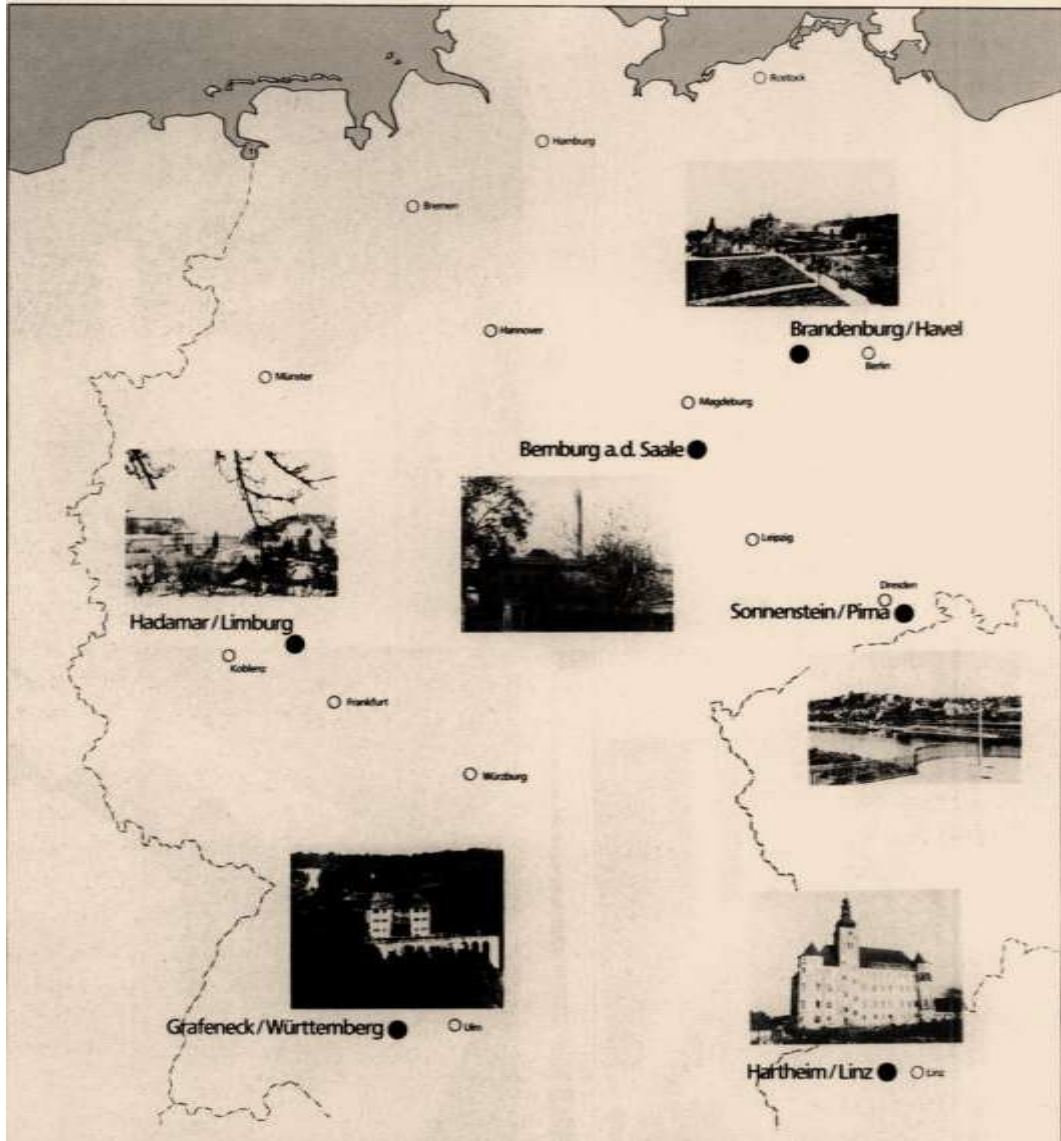 Rostock
Hamburg
Bremen
Hannover
Brandenburg/Havel
Berlin
Münster
Magdeburg
Bernburg a.d. Saale
Leipzig
Dresden
Sonnenstein/Pirna
Hadamar/Limburg
Koblenz
Frankfurt
Würzburg
Grafeneck/Württemberg
Ulm
Hartheim/Linz
Linz